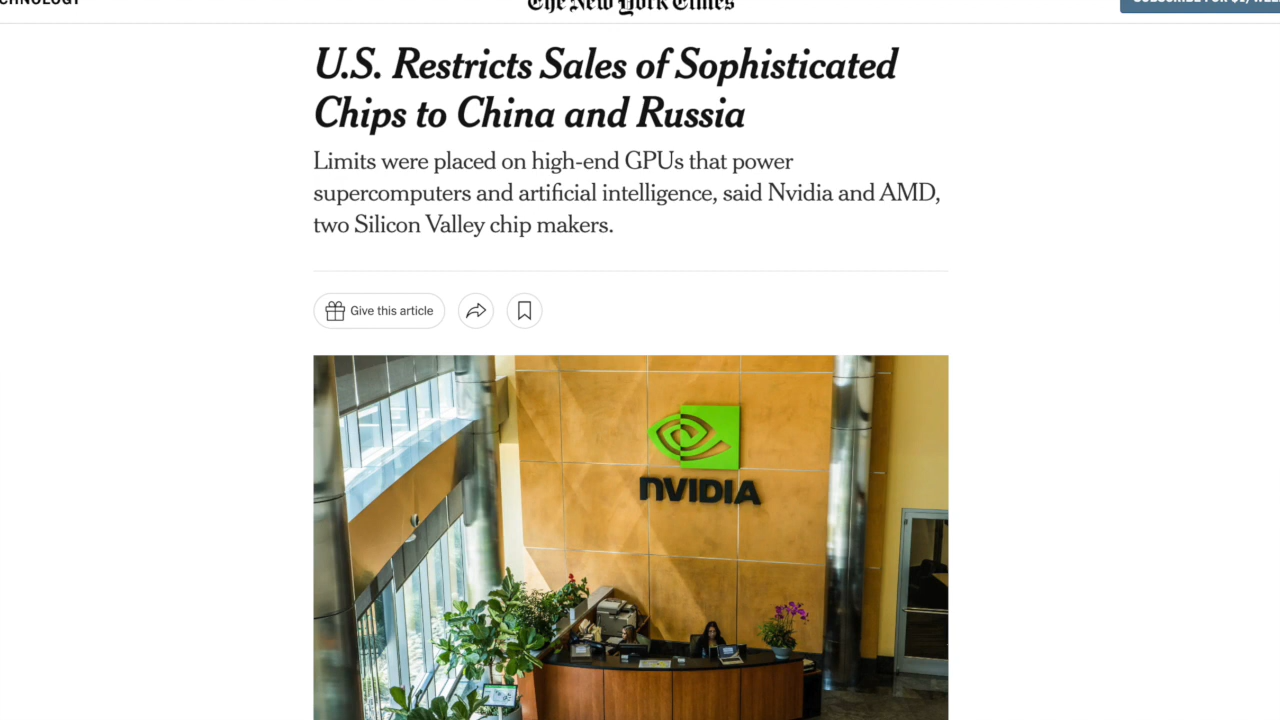 The New York Times
U.S. Restricts Sales of Sophisticated
Chips to China and Russia
Limits were placed on high-end GPUs that power
supercomputers and artificial intelligence, said Nvidia and AMD,
two Silicon Valley chip makers.
Give this article
NVIDIA